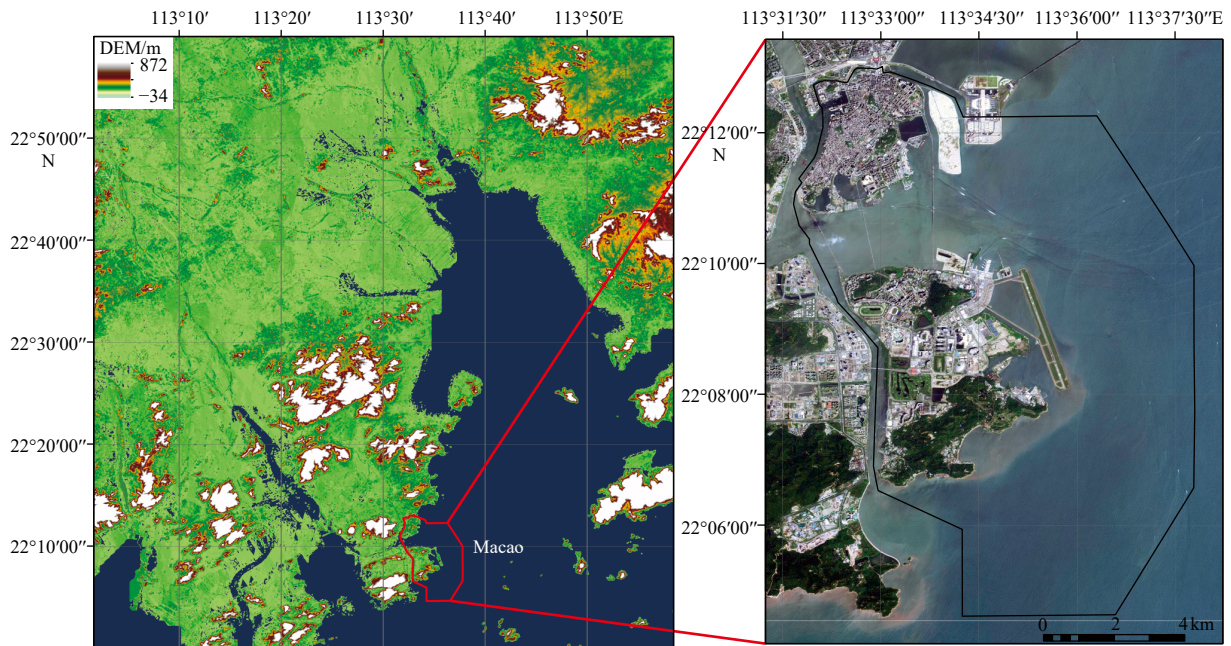 113°10′ 113°20′ 113°30′ 113°40′ 113°50′E
DEM/m
872
−34
22°50′00″
N
22°40′00″
22°30′00″
22°20′00″
22°10′00″
Macao
113°31′30″ 113°33′00″ 113°34′30″ 113°36′00″ 113°37′30″E
22°12′00″
N
22°10′00″
22°08′00″
22°06′00″
0 2 4 km